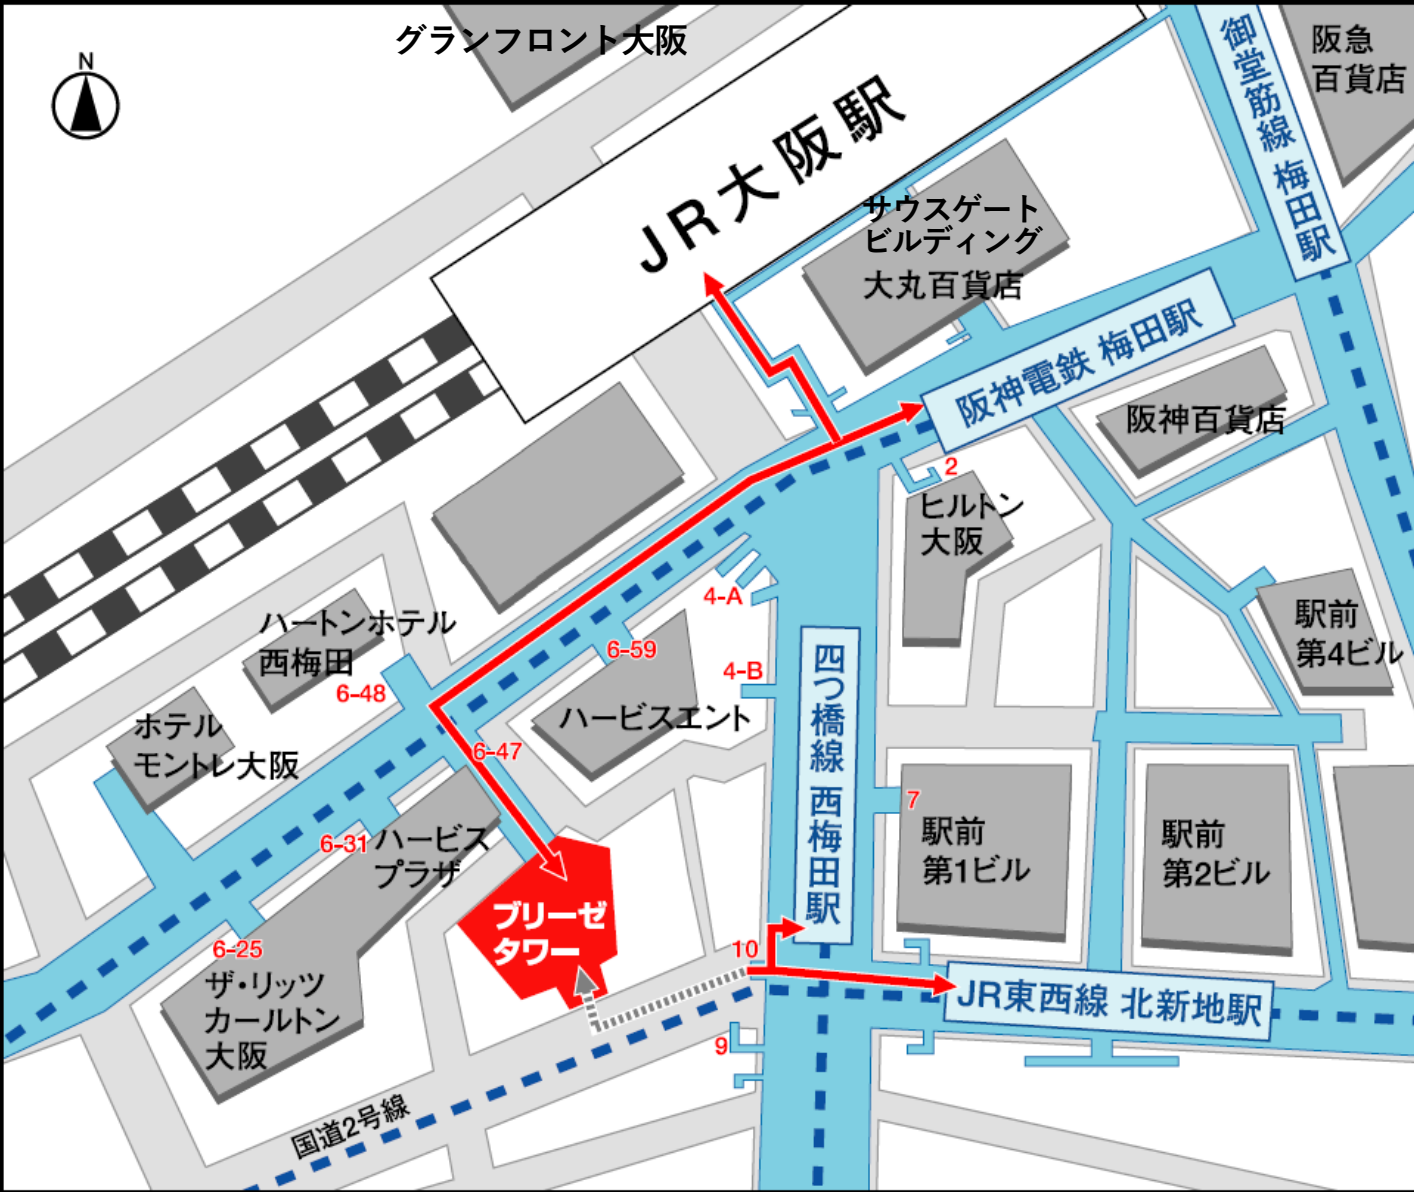 グランフロント大阪
N
JR大阪駅
御堂筋線 梅田駅
阪急
百貨店
サウスゲート
ビルディング
大丸百貨店
阪神電鉄 梅田駅
阪神百貨店
2
ヒルトン
大阪
4-A
駅前
第4ビル
ハートンホテル
西梅田
6-48
6-59
4-B
四つ橋線 西梅田駅
ホテル
モントレ大阪
ハービスエント
6-47
6-31
ハービス
プラザ
7
駅前
第1ビル
駅前
第2ビル
ブリーゼ
タワー
6-25
10
ザ・リッツ
カールトン
大阪
JR東西線 北新地駅
9
国道2号線